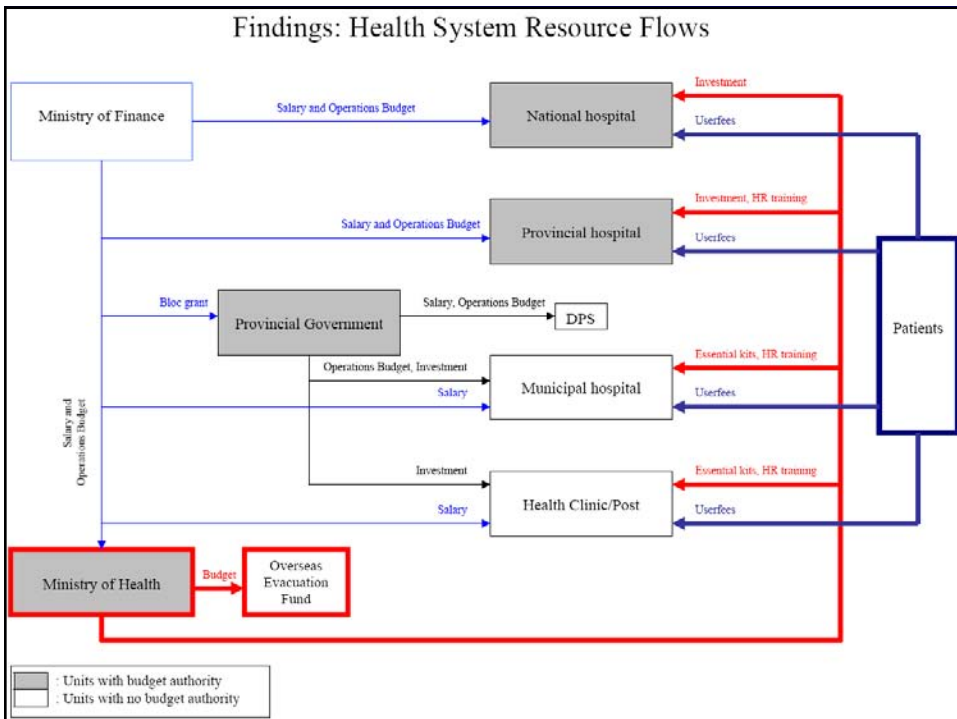 Findings: Health System Resource Flows
Ministry of Finance
Salary and Operations Budget
National hospital
Investment
Userfees
Salary and Operations Budget
Provincial hospital
Investment, HR training
Userfees
Patients
Bloc grant
Provincial Government
Salary, Operations Budget
DPS
Operations Budget, Investment
Salary
Municipal hospital
Essential kits, HR training
Userfees
Salary and
Operations Budget
Investment
Salary
Health Clinic/Post
Essential kits, HR training
Userfees
Ministry of Health
Budget
Overseas
Evacuation
Fund
: Units with budget authority
: Units with no budget authority